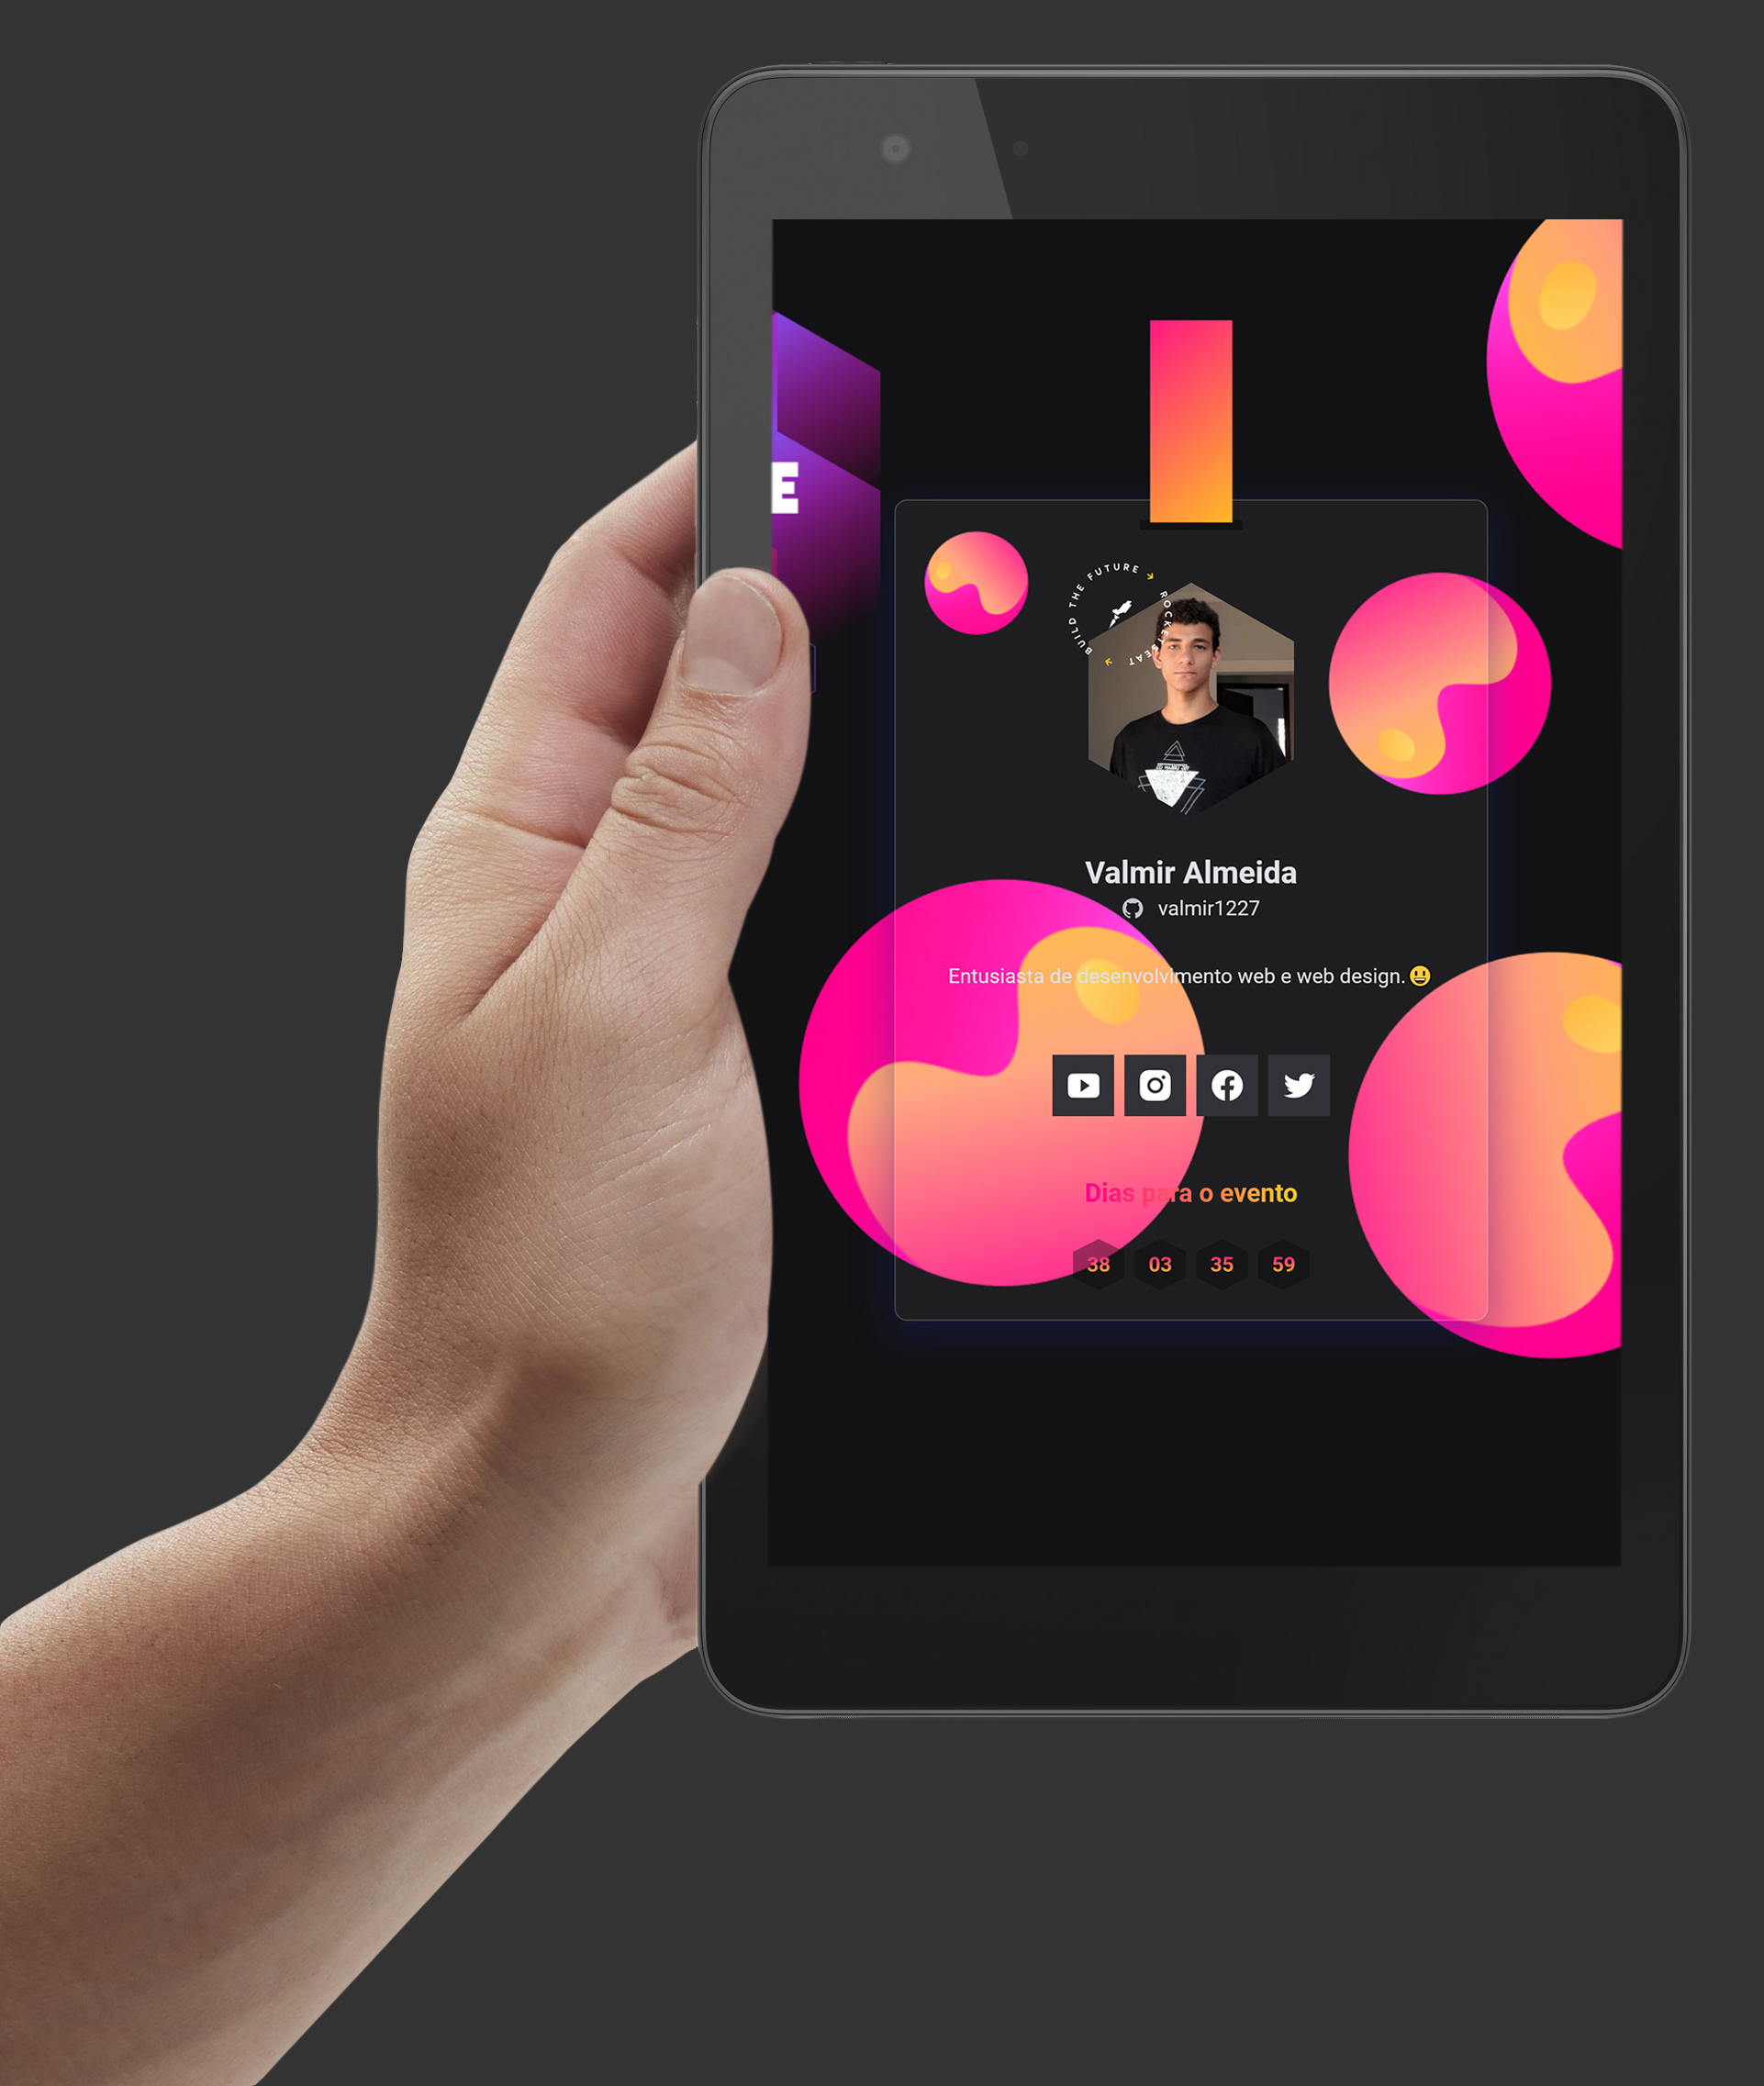 E
BUILD THE FUTURE → ROCKETSEAT →
Valmir Almeida
valmir1227
Entusiasta de desenvolvimento web e web design.😃
Dias para o evento
38 03 35 59